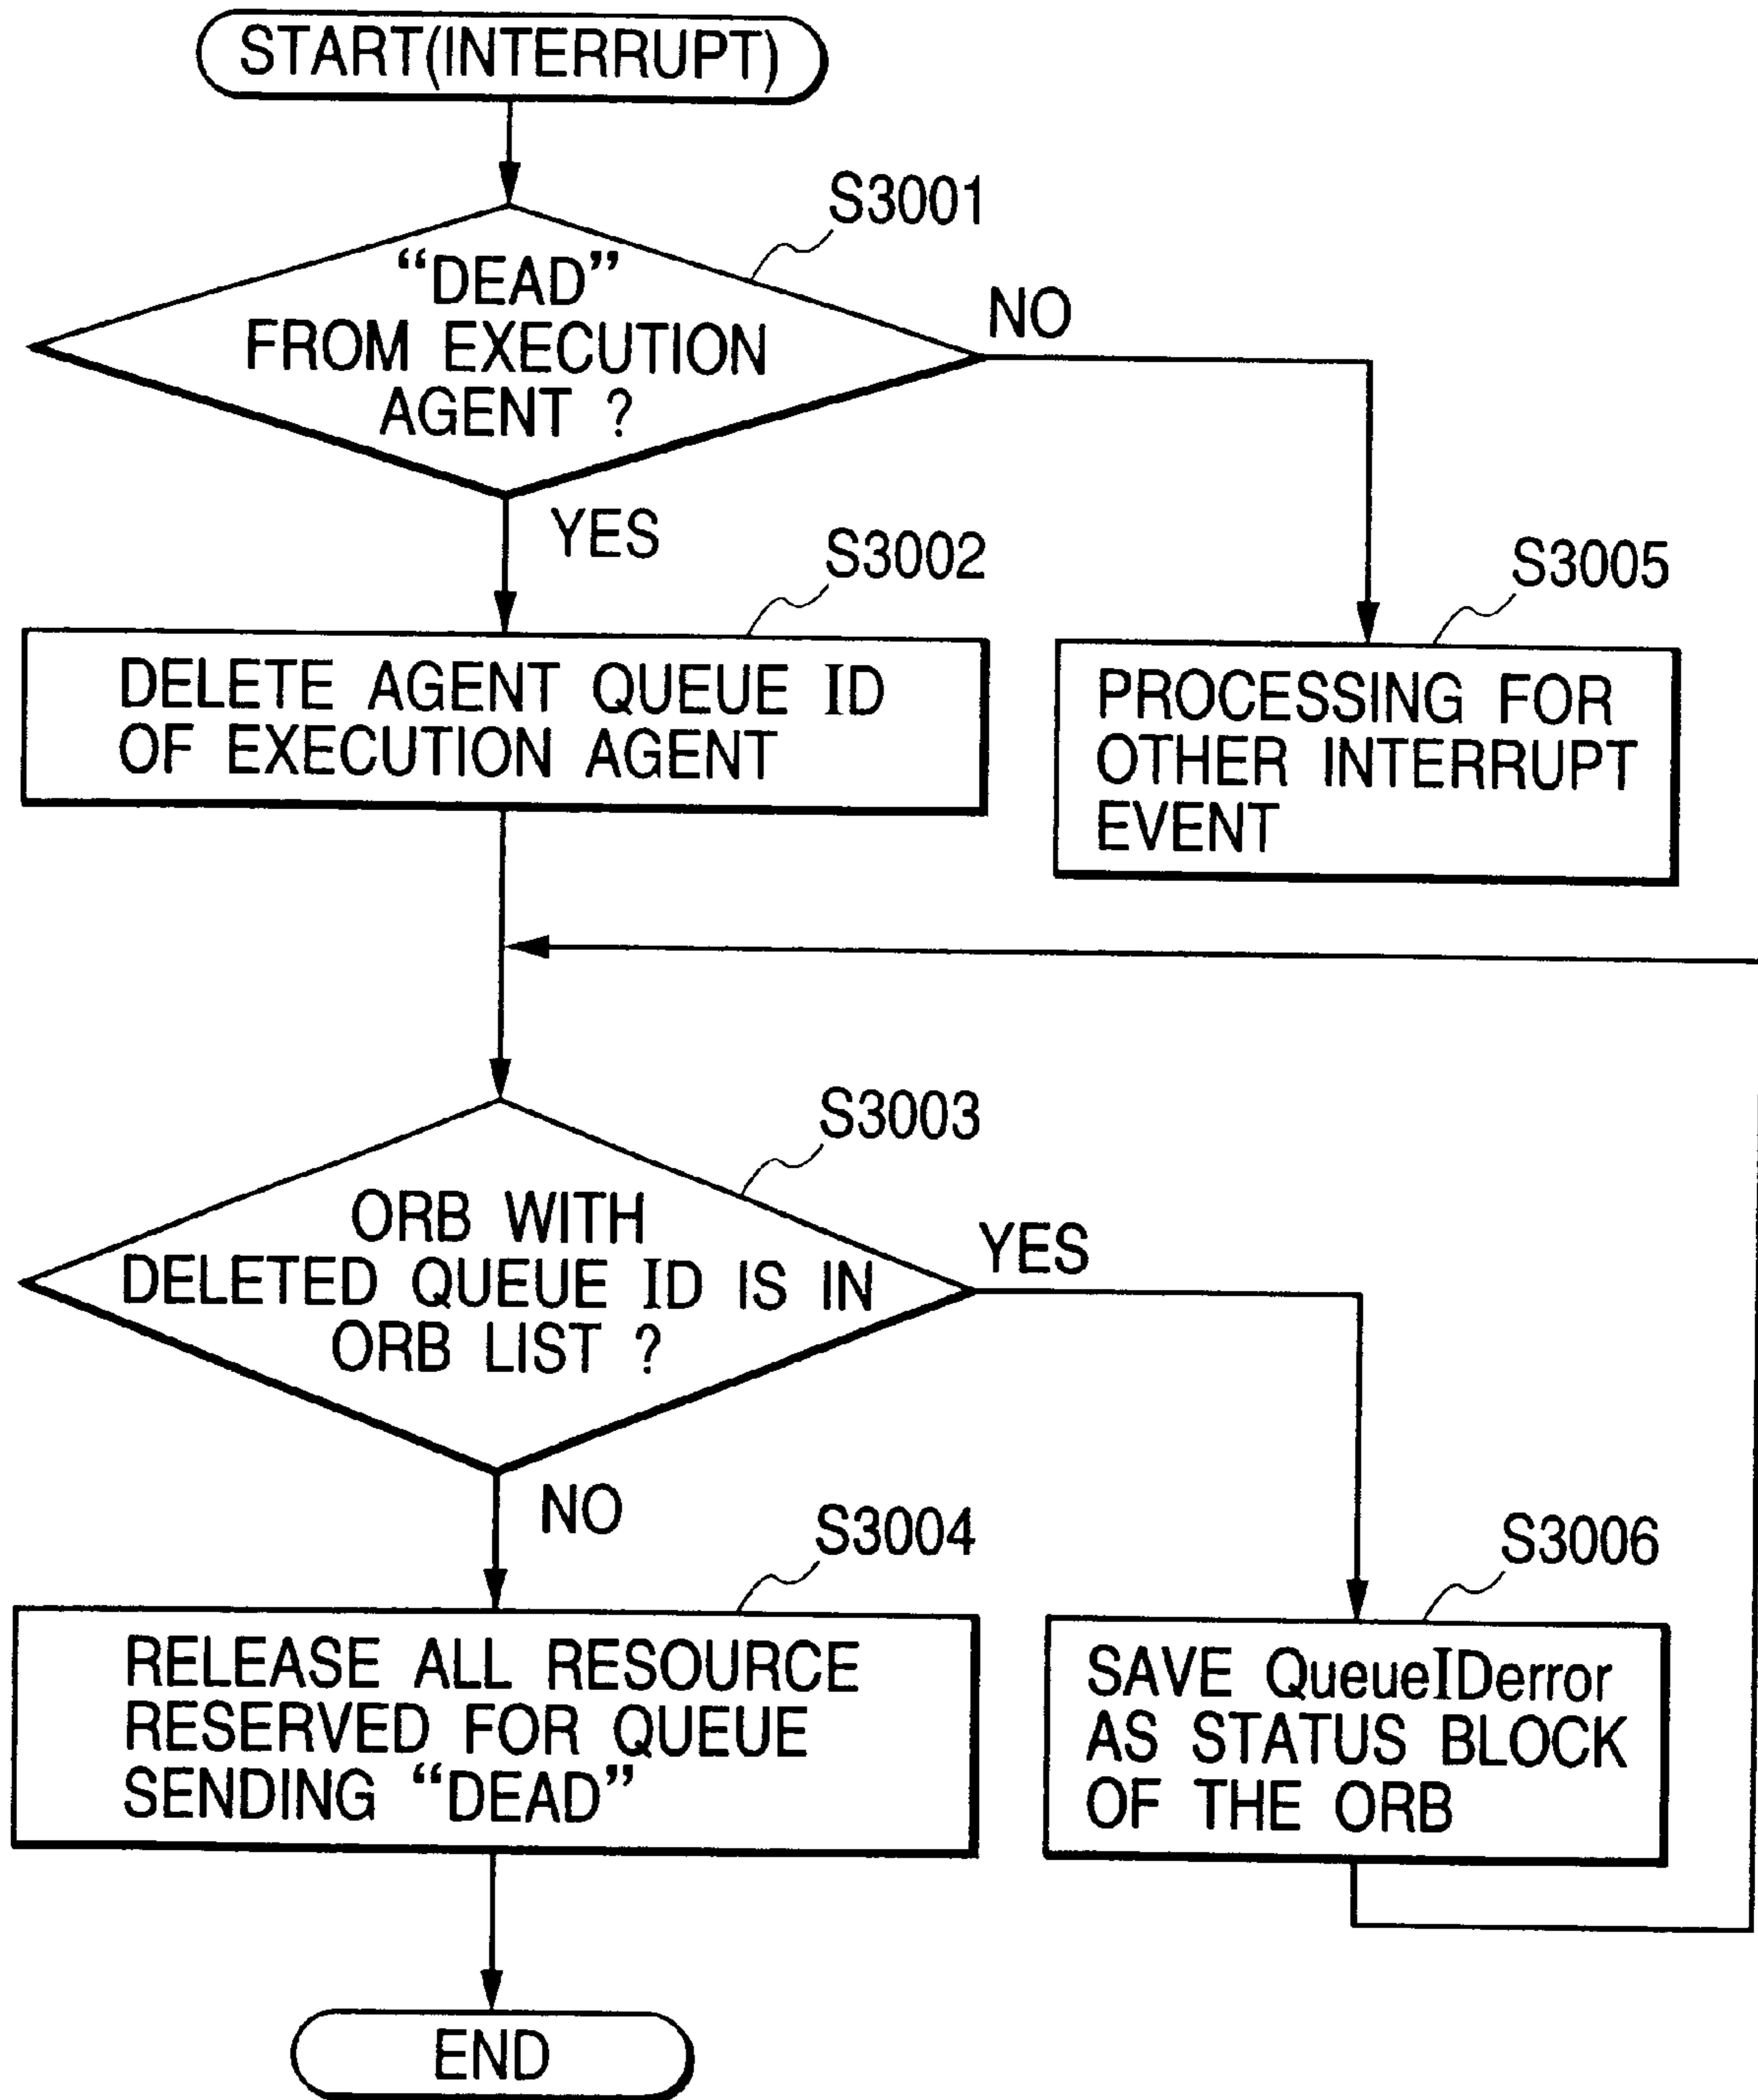 START(INTERRUPT)
S3001
“DEAD”
FROM EXECUTION
AGENT ?
NO
YES
S3002
DELETE AGENT QUEUE ID
OF EXECUTION AGENT
S3005
PROCESSING FOR
OTHER INTERRUPT
EVENT
S3003
ORB WITH
DELETED QUEUE ID IS IN
ORB LIST ?
YES
NO
S3004
RELEASE ALL RESOURCE
RESERVED FOR QUEUE
SENDING “DEAD”
S3006
SAVE QueueIDerror
AS STATUS BLOCK
OF THE ORB
END